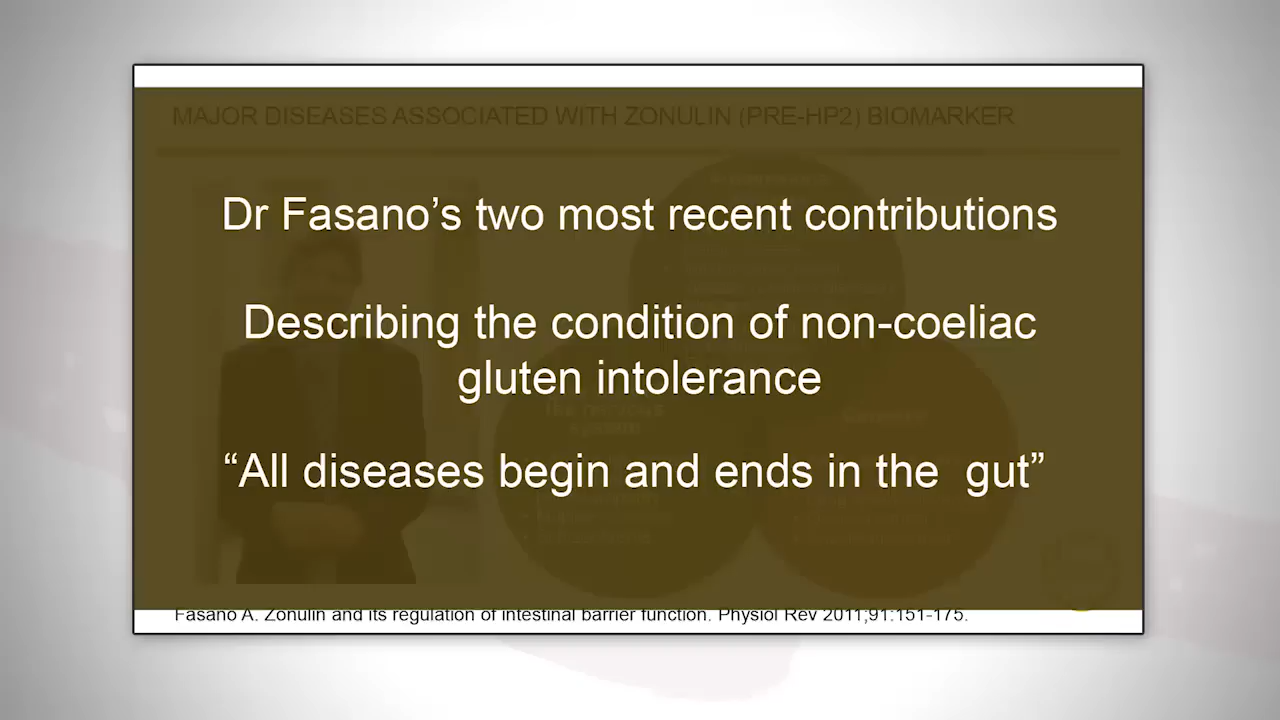 MAJOR DISEASES ASSOCIATED WITH ZONULIN (PRE-HP2) BIOMARKER
Dr Fasano’s two most recent contributions
Describing the condition of non-coeliac
gluten intolerance
“All diseases begin and ends in the gut”
Fasano A. Zonulin and its regulation of intestinal barrier function. Physiol Rev 2011;91:151-175.